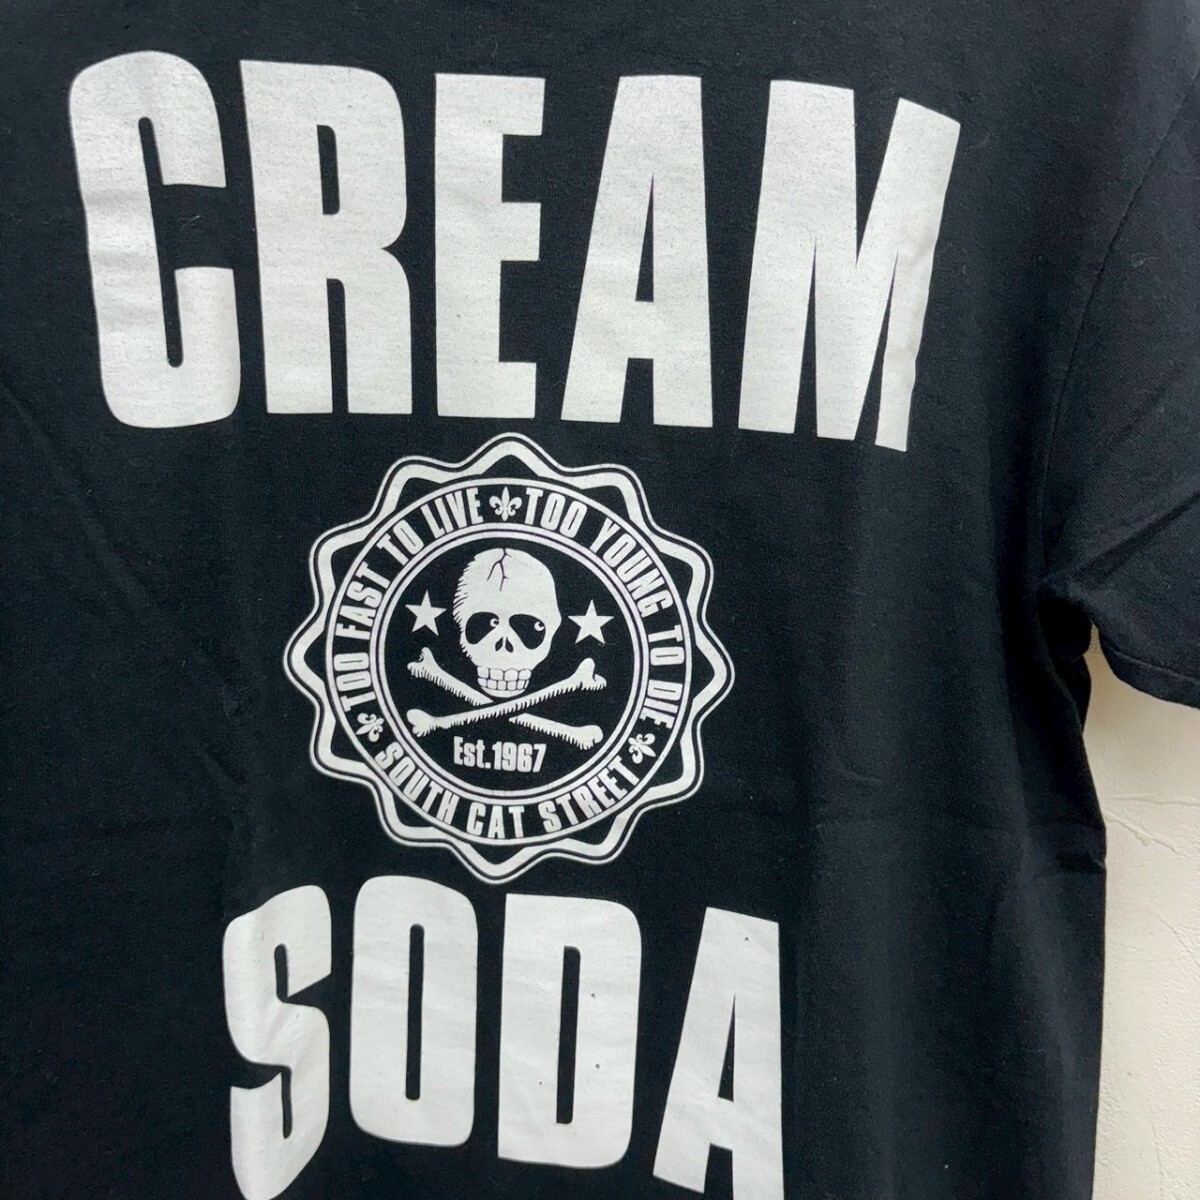 CREAM
TOO FAST TO LIVE
TOO YOUNG TO DIE
Est.1967
SOUTH CAT STREET
SODA